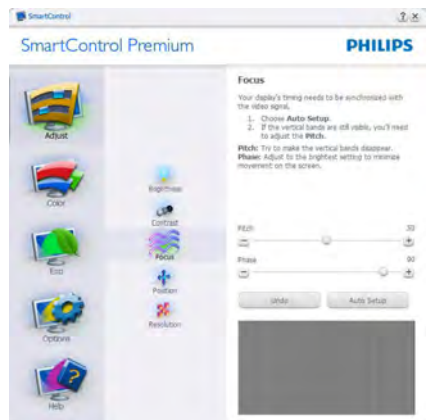 SmartControl
SmartControl Premium
PHILIPS
Adjust
Color
Eco
Options
Help
Brightness
Contrast
Focus
Position
Resolution
Focus
Your display's timing needs to be synchronized with
the video signal.
1. Choose Auto Setup.
2. If the vertical bands are still visible, you'll need
to adjust the Pitch.
Pitch: Try to make the vertical bands disappear.
Phase: Adjust to the brightest setting to minimize
movement on the screen.
Pitch 30
Phase 90
Undo Auto Setup